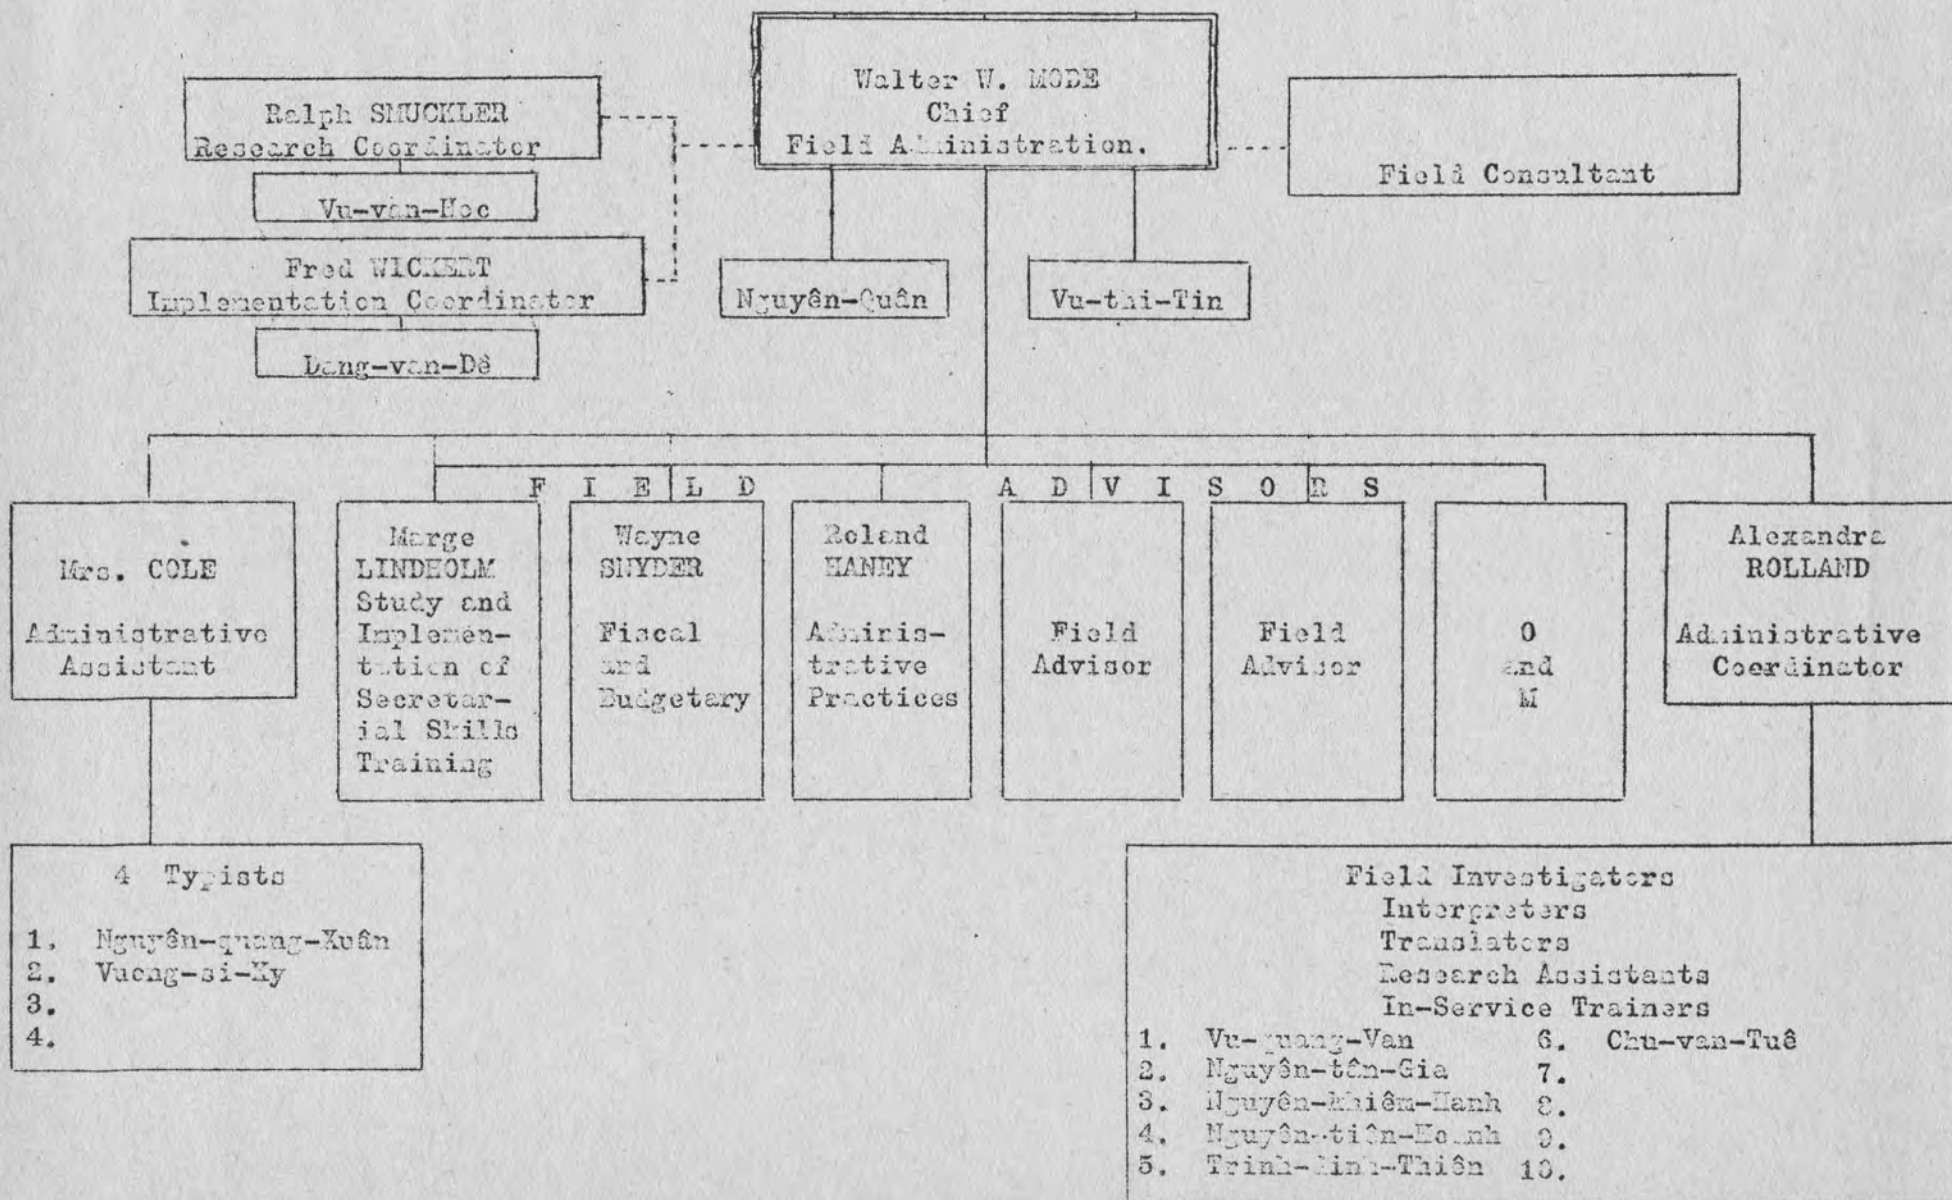 Walter W. MODE
Chief
Field Administration.
Ralph SMUCKLER
Research Coordinator
Vu-van-Hoc
Fred WICKERT
Implementation Coordinator
Dang-van-Dê
Field Consultant
Nguyên-Quân
Vu-thi-Tin
F I E L D A D V I S O R S
Mrs. COLE
Administrative
Assistant
Marge
LINDHOLM
Study and
Implemen-
tation of
Secretar-
ial Skills
Training
Wayne
SNYDER
Fiscal
and
Budgetary
Roland
HANEY
Adminis-
trative
Practices
Field
Advisor
Field
Advisor
O
and
M
Alexandra
ROLLAND
Administrative
Coordinator
4 Typists
1. Nguyên-quang-Xuân
2. Vuong-si-Ky
3.
4.
Field Investigators
Interpreters
Translators
Research Assistants
In-Service Trainers
1. Vu-quang-Van 6. Chu-van-Tuê
2. Nguyên-tân-Gia 7.
3. Nguyên-khiêm-Hanh 8.
4. Nguyên-tiên-Hoanh 9.
5. Trinh-dinh-Thiên 10.